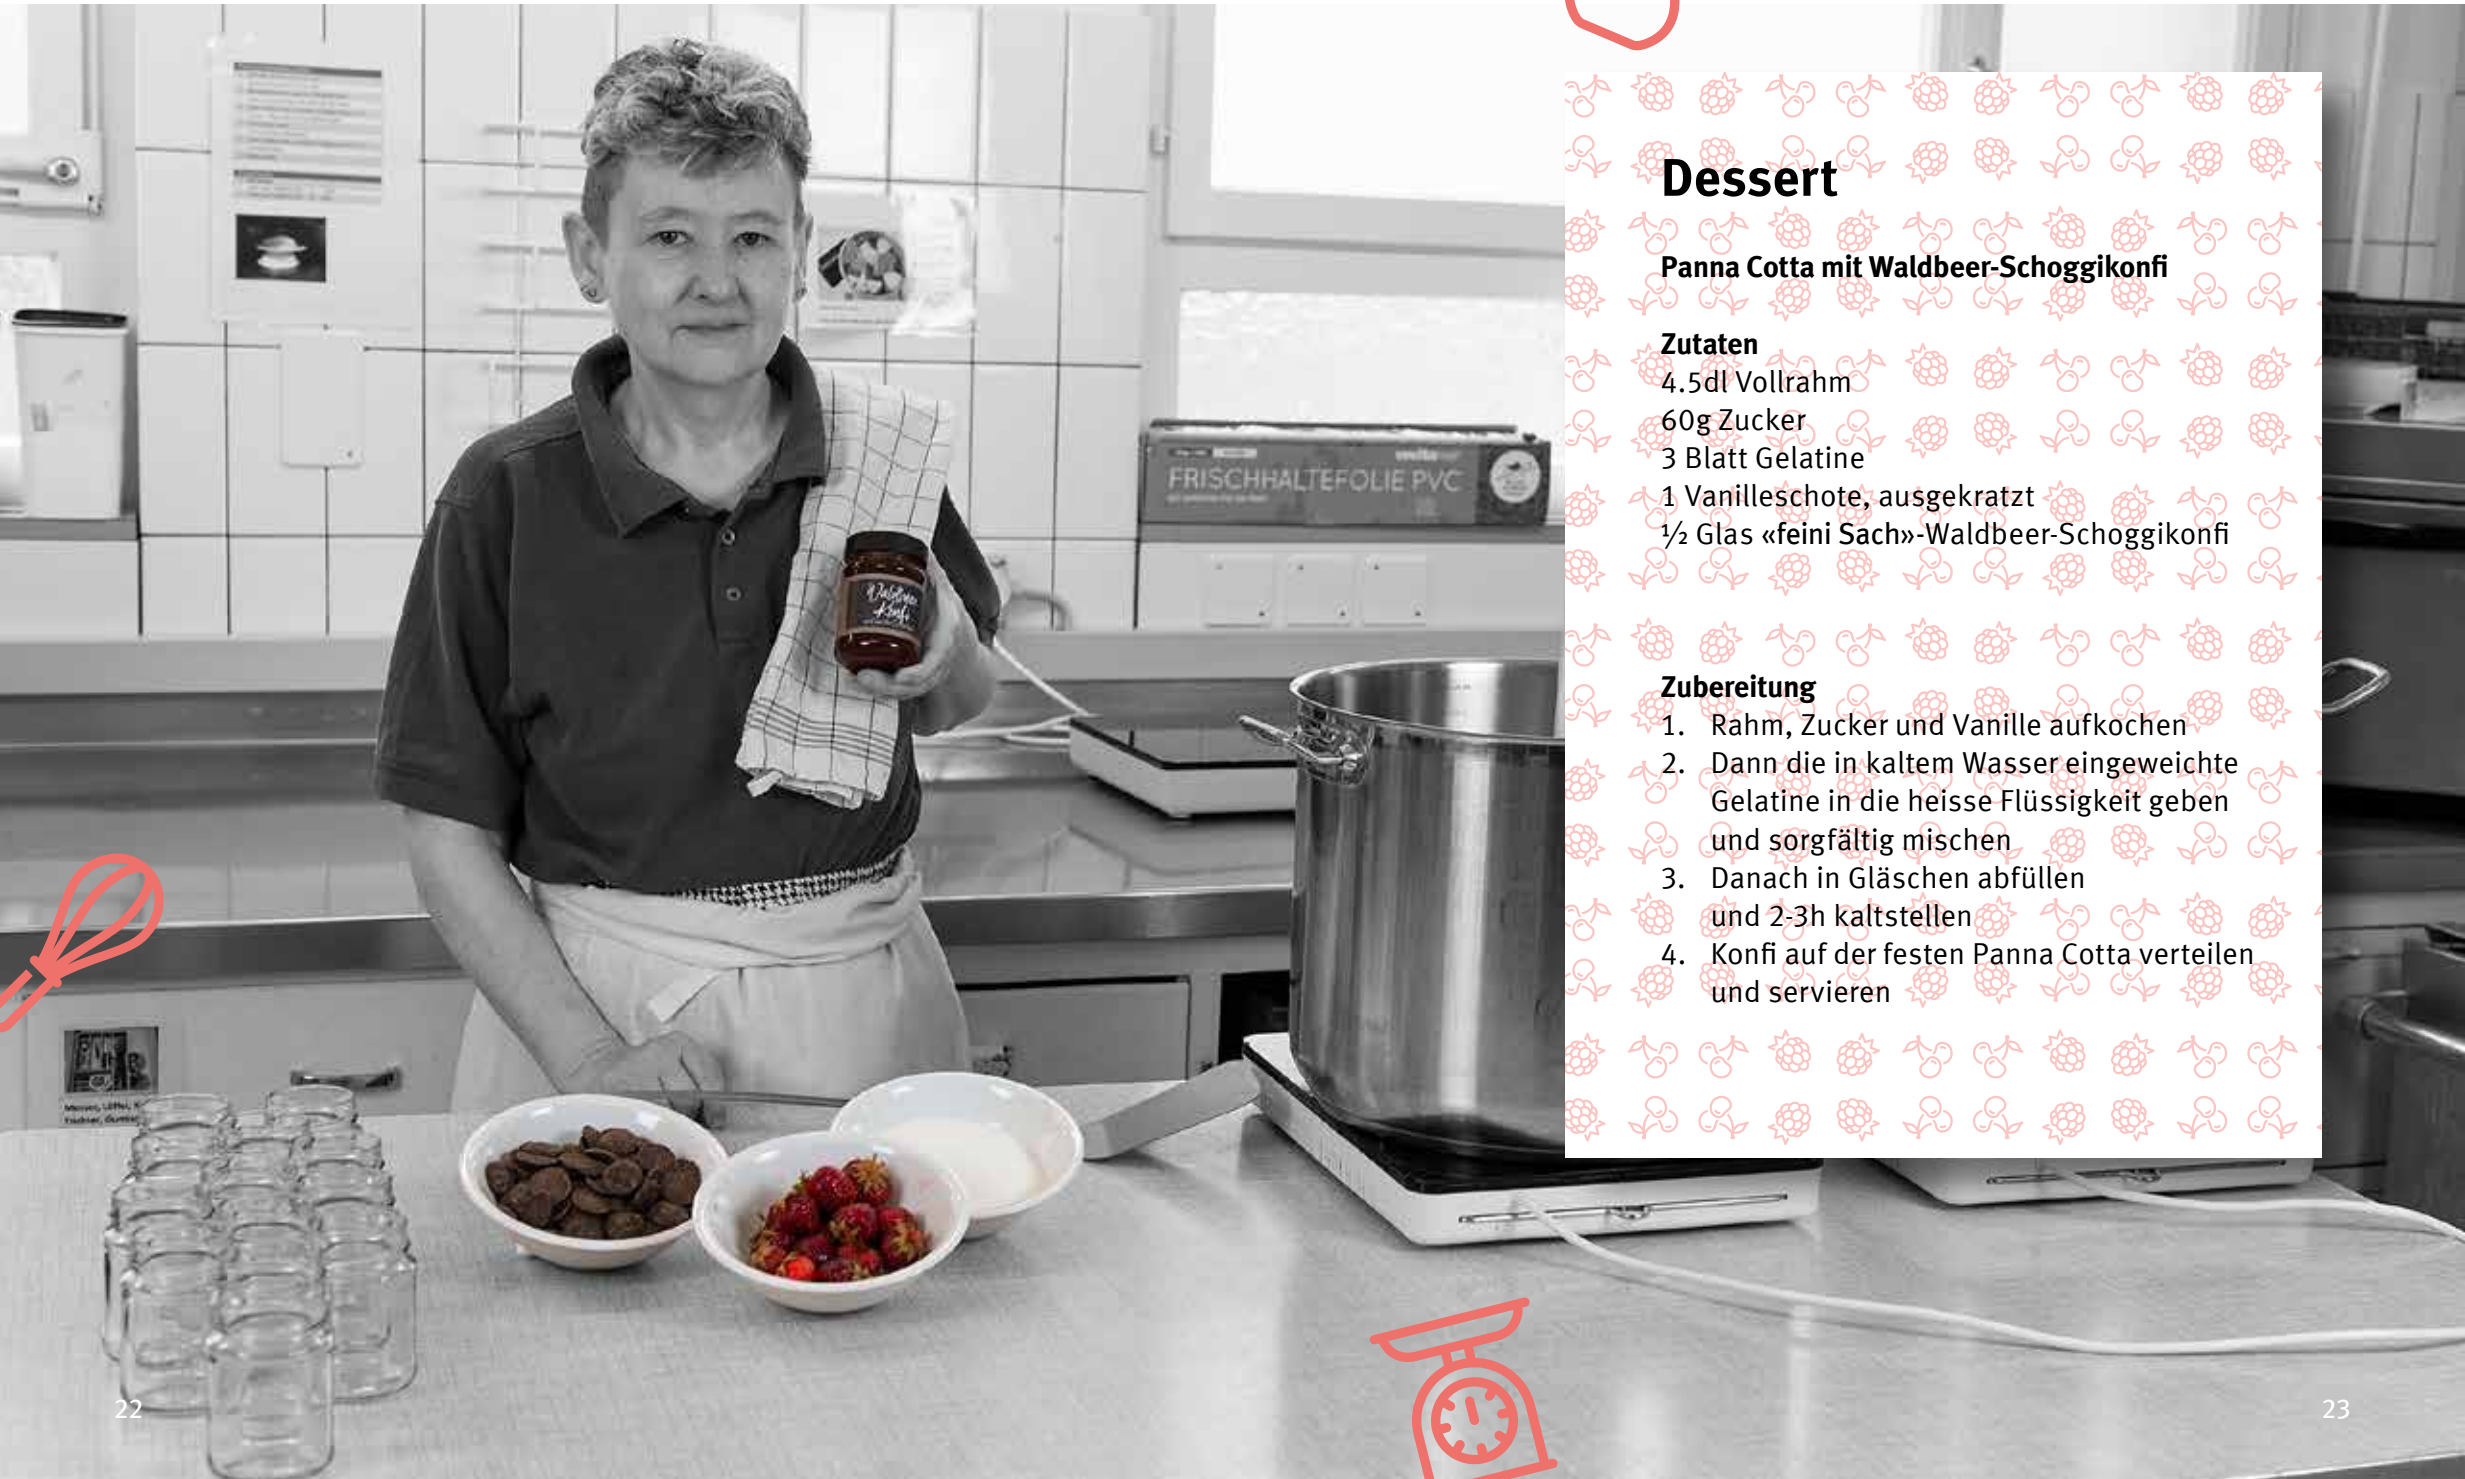 FRISCHHALTEFOLIE PVC
Dessert
Panna Cotta mit Waldbeer-Schoggikonfi
Zutaten
4.5dl Vollrahm
60g Zucker
3 Blatt Gelatine
1 Vanilleschote, ausgekratzt
½ Glas «feini Sach»-Waldbeer-Schoggikonfi
Zubereitung
1. Rahm, Zucker und Vanille aufkochen
2. Dann die in kaltem Wasser eingeweichte
Gelatine in die heisse Flüssigkeit geben
und sorgfältig mischen
3. Danach in Gläschen abfüllen
und 2-3h kaltstellen
4. Konfi auf der festen Panna Cotta verteilen
und servieren
22
23